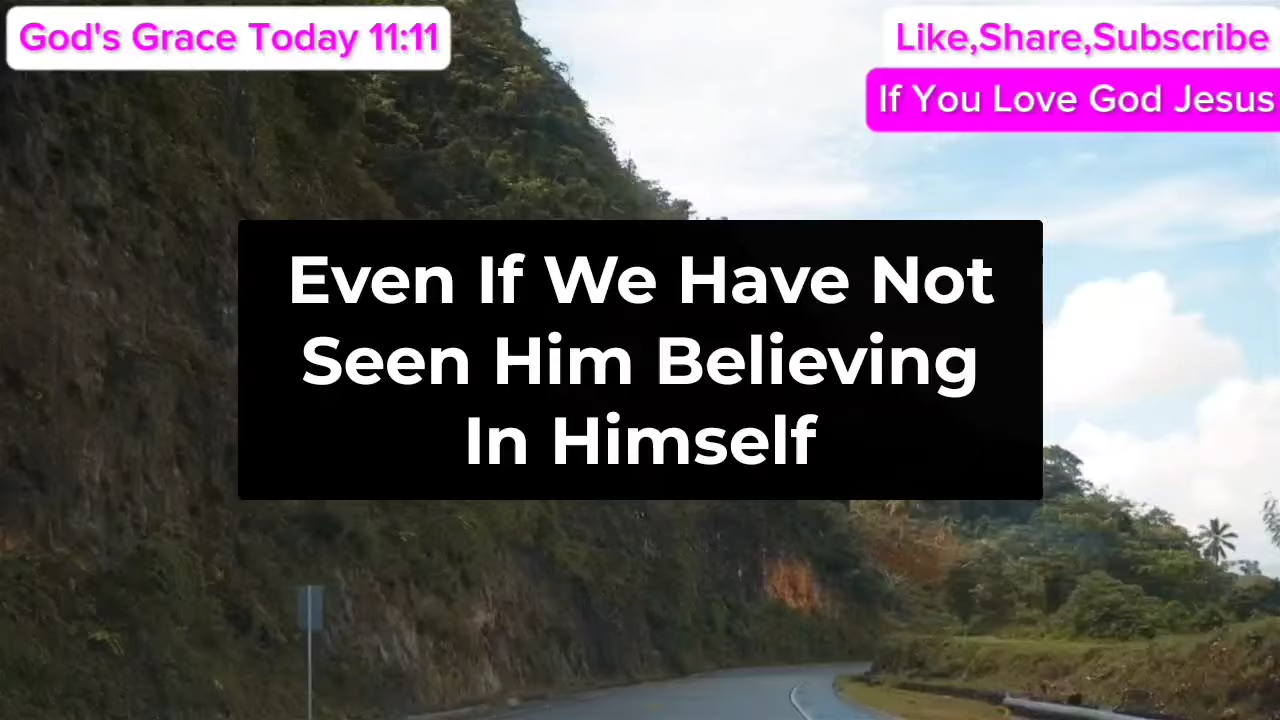 God's Grace Today 11:11
Like,Share,Subscribe
If You Love God Jesus
Even If We Have Not
Seen Him Believing
In Himself